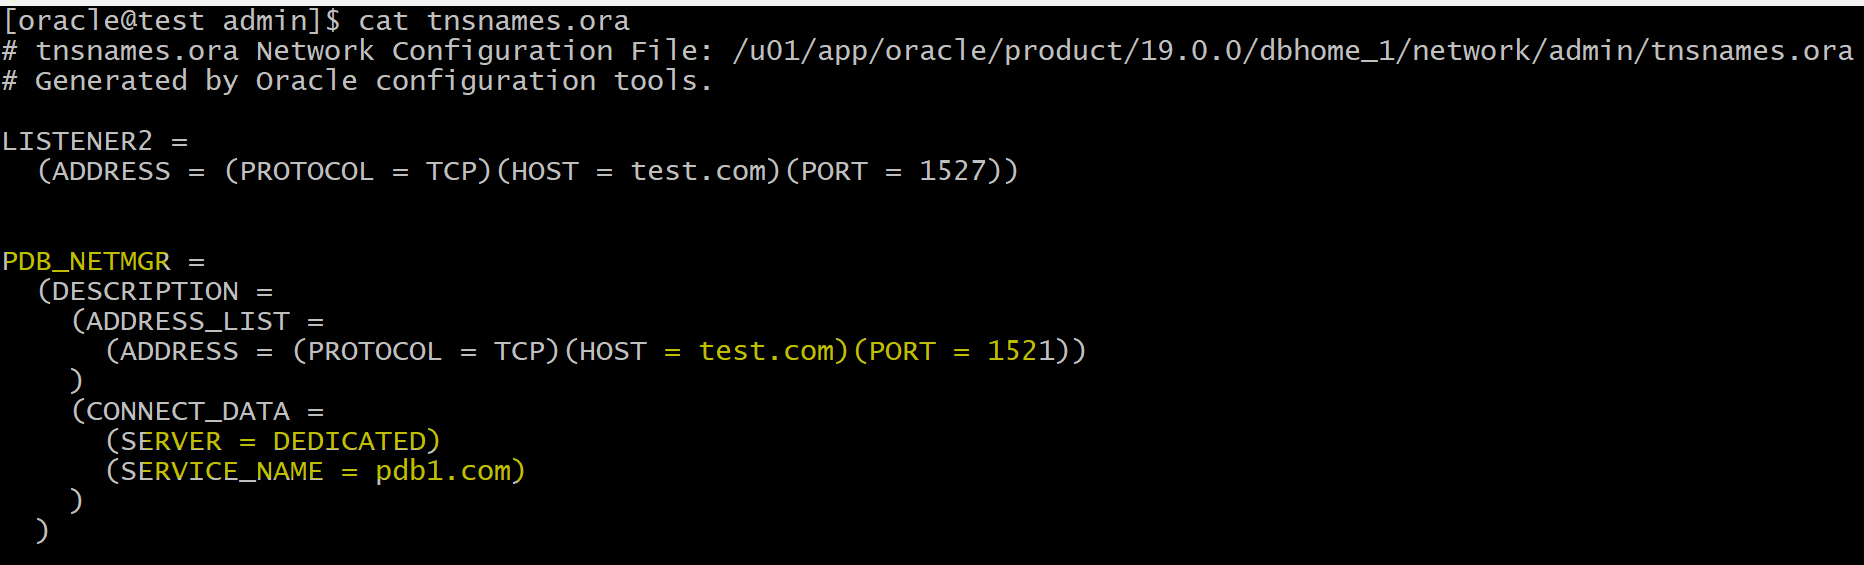 [oracle@test admin]$ cat tnsnames.ora
# tnsnames.ora Network Configuration File: /u01/app/oracle/product/19.0.0/dbhome_1/network/admin/tnsnames.ora
# Generated by Oracle configuration tools.
LISTENER2 =
  (ADDRESS = (PROTOCOL = TCP)(HOST = test.com)(PORT = 1527))
PDB_NETMGR =
  (DESCRIPTION =
    (ADDRESS_LIST =
      (ADDRESS = (PROTOCOL = TCP)(HOST = test.com)(PORT = 1521))
    )
    (CONNECT_DATA =
      (SERVER = DEDICATED)
      (SERVICE_NAME = pdb1.com)
    )
  )